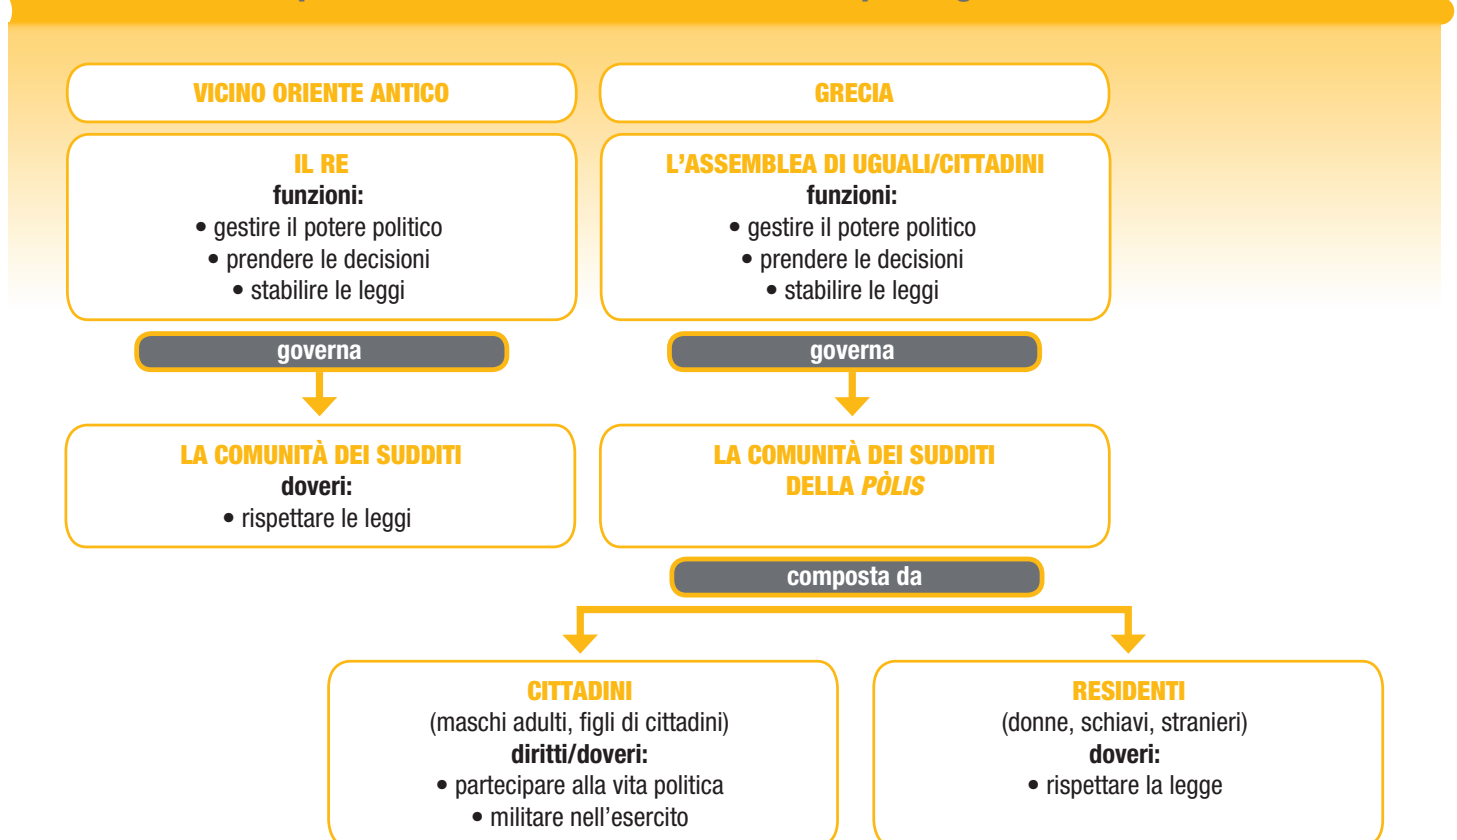 VICINO ORIENTE ANTICO
IL RE
funzioni:
• gestire il potere politico
• prendere le decisioni
• stabilire le leggi
governa
LA COMUNITÀ DEI SUDDITI
doveri:
• rispettare le leggi
GRECIA
L'ASSEMBLEA DI UGUALI/CITTADINI
funzioni:
• gestire il potere politico
• prendere le decisioni
• stabilire le leggi
governa
LA COMUNITÀ DEI SUDDITI
DELLA PÒLIS
composta da
CITTADINI
(maschi adulti, figli di cittadini)
diritti/doveri:
• partecipare alla vita politica
• militare nell'esercito
RESIDENTI
(donne, schiavi, stranieri)
doveri:
• rispettare la legge